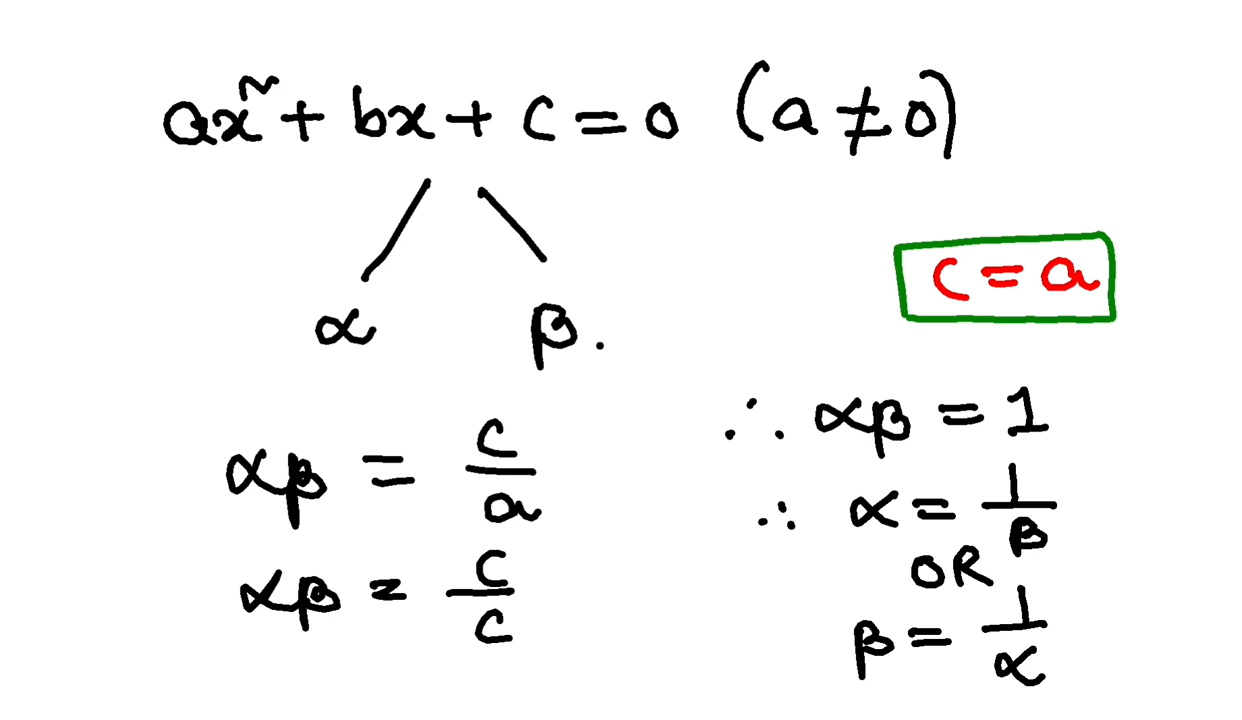 ax² + bx + c = 0 (a ≠ 0)
α β.
c = a
αβ = c/a
αβ = c/c
∴ αβ = 1
∴ α = 1/β
OR
β = 1/α